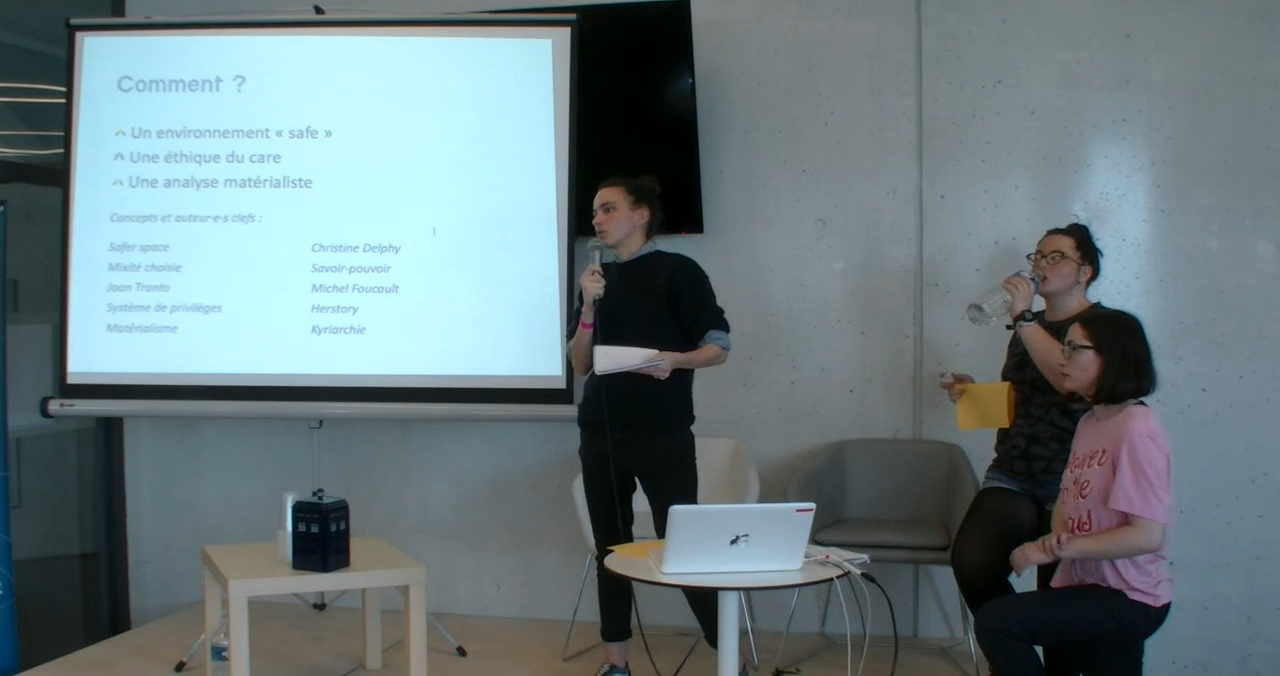 Comment ?
Un environnement « safe »
Une éthique du care
Une analyse matérialiste
Concepts et auteur·e·s clefs :
Safer space
Christine Delphy
Mixité choisie
Savoir-pouvoir
Joan Tronto
Michel Foucault
Système de privilèges
Herstory
Matérialisme
Kyriarchie